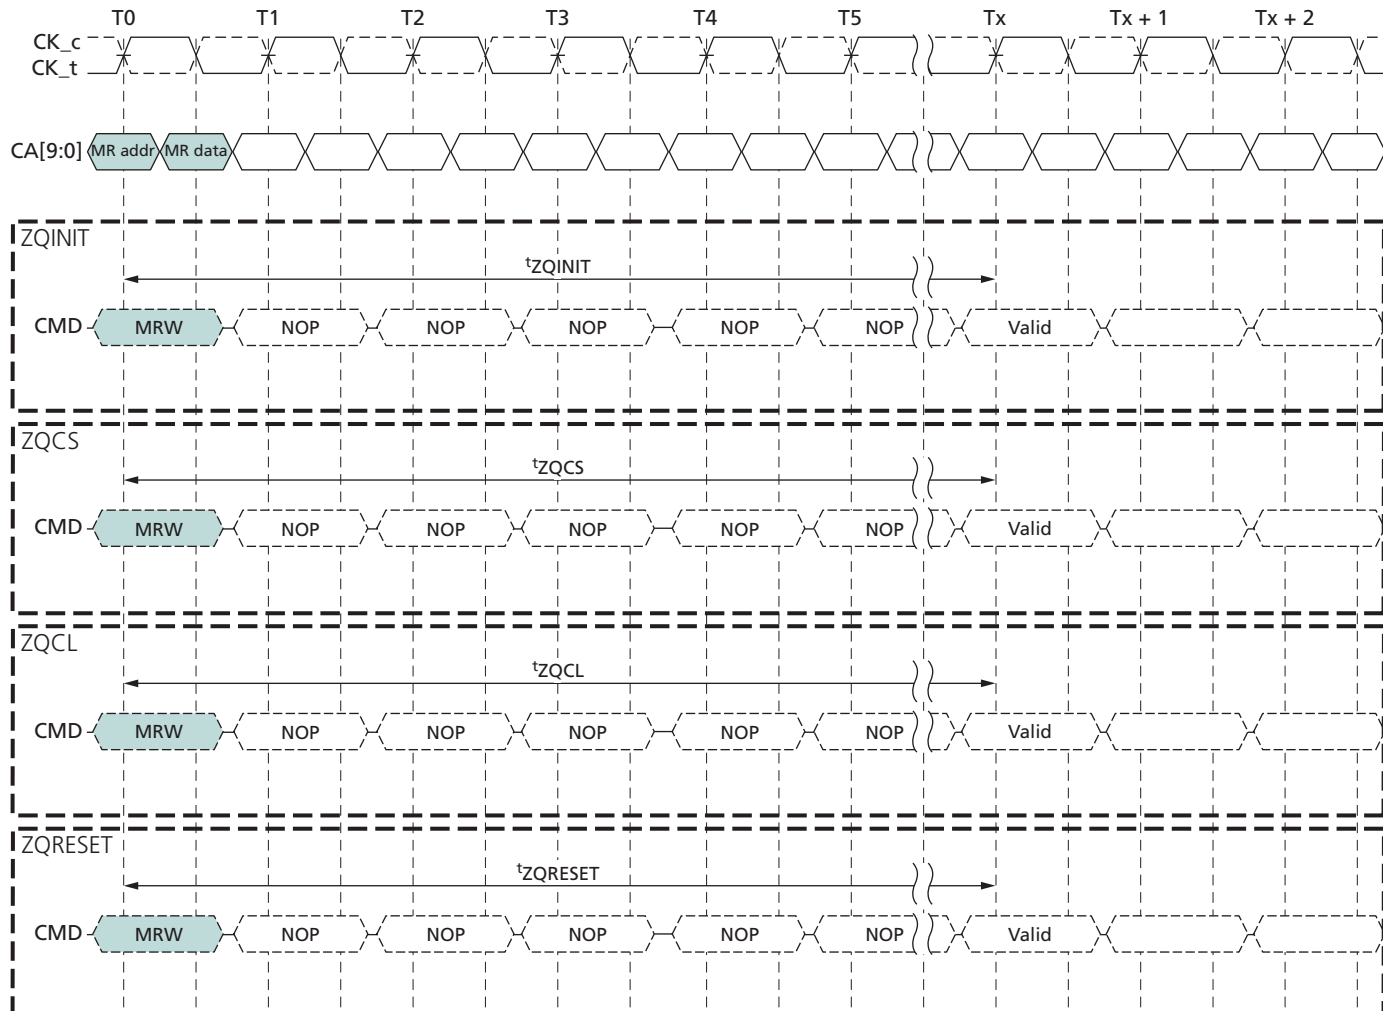 T0 T1 T2 T3 T4 T5 Tx Tx + 1 Tx + 2
CK_c
CK_t
CA[9:0] MR addr MR data
ZQINIT
tZQINIT
CMD MRW NOP NOP NOP NOP NOP Valid
ZQCS
tZQCS
CMD MRW NOP NOP NOP NOP NOP Valid
ZQCL
tZQCL
CMD MRW NOP NOP NOP NOP NOP Valid
ZQRESET
tZQRESET
CMD MRW NOP NOP NOP NOP NOP Valid